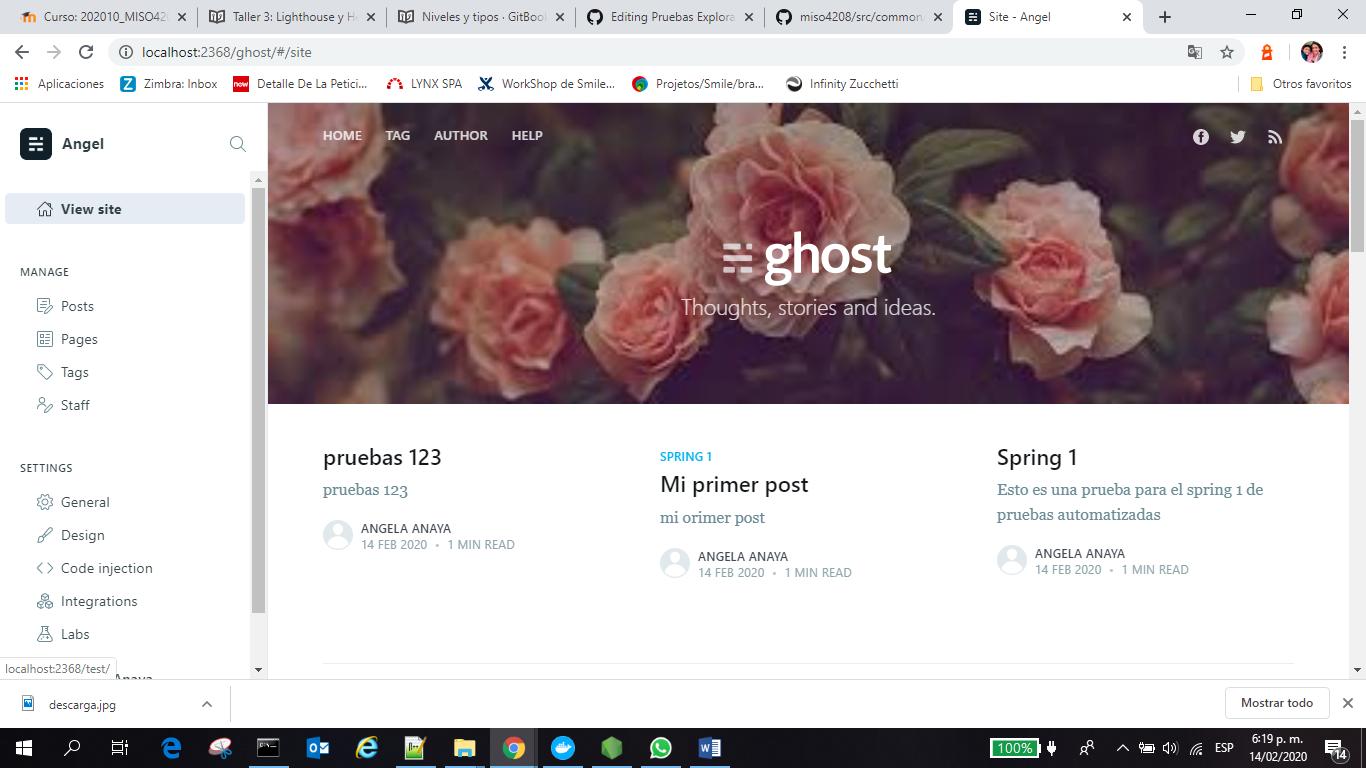 Curso: 202010_MISO42
Taller 3: Lighthouse y He
Niveles y tipos · GitBook
Editing Pruebas Explora
miso4208/src/common
Site - Angel
localhost:2368/ghost/#/site
Aplicaciones
Zimbra: Inbox
now
Detalle De La Petici...
LYNX SPA
WorkShop de Smile...
Projetos/Smile/bra...
Infinity Zucchetti
Otros favoritos
Angel
View site
MANAGE
Posts
Pages
Tags
Staff
SETTINGS
General
Design
Code injection
Integrations
Labs
Anaya
localhost:2368/test/
HOME TAG AUTHOR HELP
ghost
Thoughts, stories and ideas.
pruebas 123
pruebas 123
ANGELA ANAYA
14 FEB 2020 • 1 MIN READ
SPRING 1
Mi primer post
mi orimer post
ANGELA ANAYA
14 FEB 2020 • 1 MIN READ
Spring 1
Esto es una prueba para el spring 1 de
pruebas automatizadas
ANGELA ANAYA
14 FEB 2020 • 1 MIN READ
descarga.jpg
Mostrar todo
100%
ESP
6:19 p. m.
14/02/2020
14